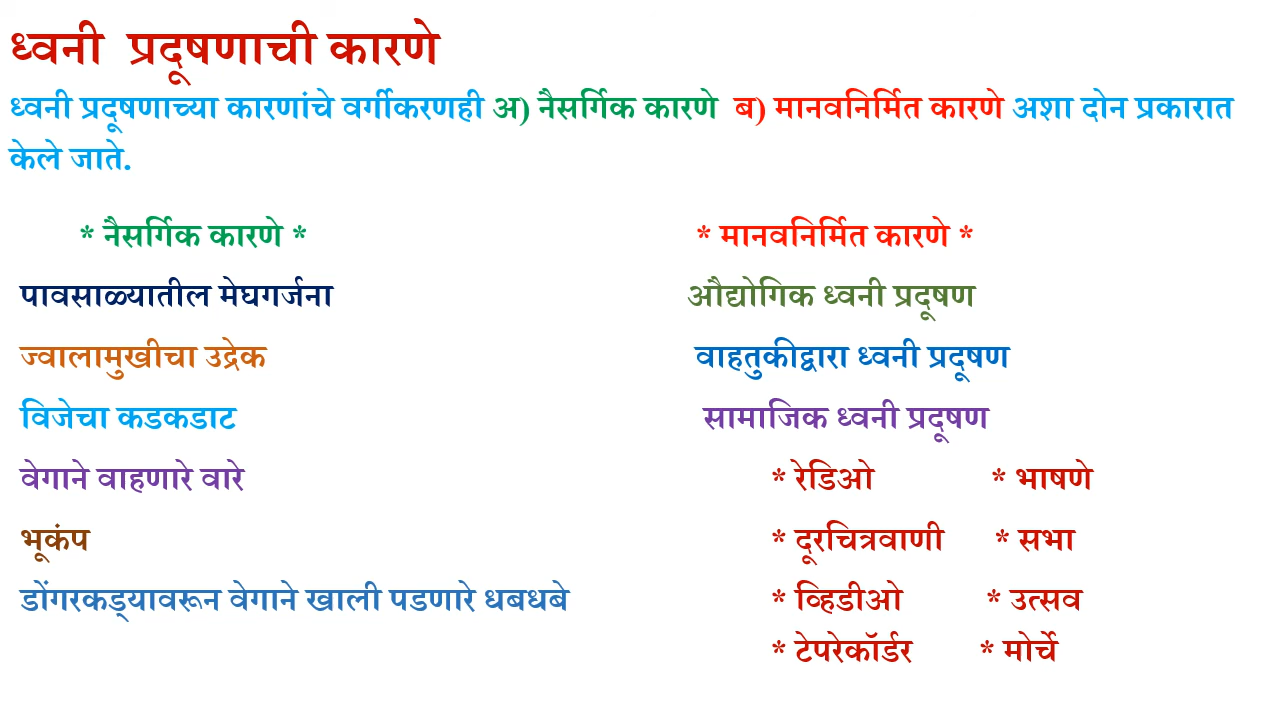 ध्वनी प्रदूषणाची कारणे
ध्वनी प्रदूषणाच्या कारणांचे वर्गीकरणही अ) नैसर्गिक कारणे ब) मानवनिर्मित कारणे अशा दोन प्रकारात
केले जाते.
* नैसर्गिक कारणे *
पावसाळ्यातील मेघगर्जना
ज्वालामुखीचा उद्रेक
विजेचा कडकडाट
वेगाने वाहणारे वारे
भूकंप
डोंगरकड्यावरून वेगाने खाली पडणारे धबधबे
* मानवनिर्मित कारणे *
औद्योगिक ध्वनी प्रदूषण
वाहतुकीद्वारा ध्वनी प्रदूषण
सामाजिक ध्वनी प्रदूषण
* रेडिओ * भाषणे
* दूरचित्रवाणी * सभा
* व्हिडीओ * उत्सव
* टेपरेकॉर्डर * मोर्चे